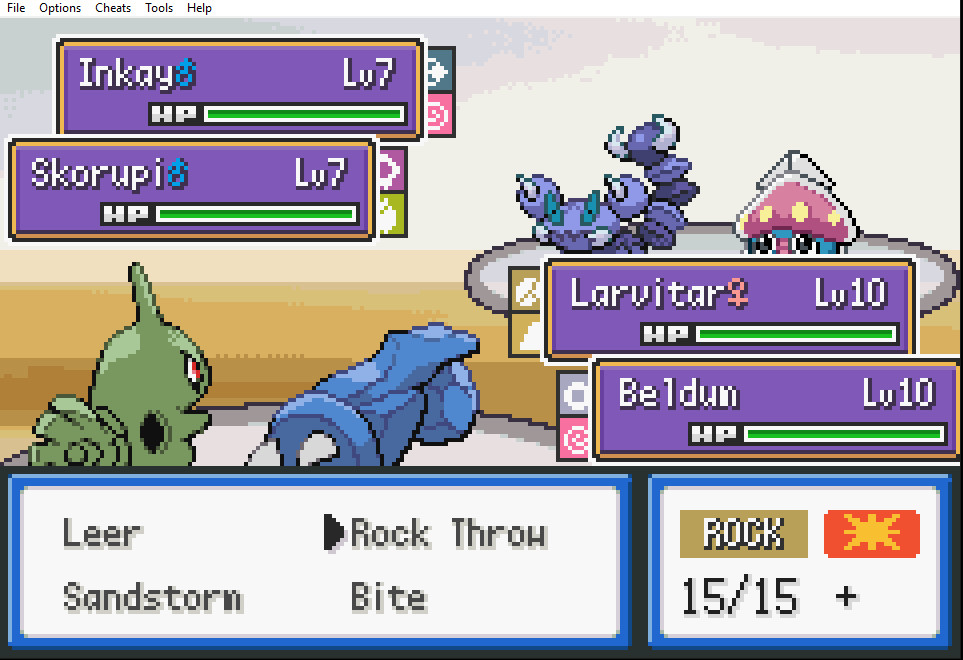 File Options Cheats Tools Help
Inkay♂ Lv7
HP
Skorupi♂ Lv7
HP
Larvitar♀ Lv10
HP
Beldum Lv10
HP
Leer Rock Throw
Sandstorm Bite
ROCK
15/15 +